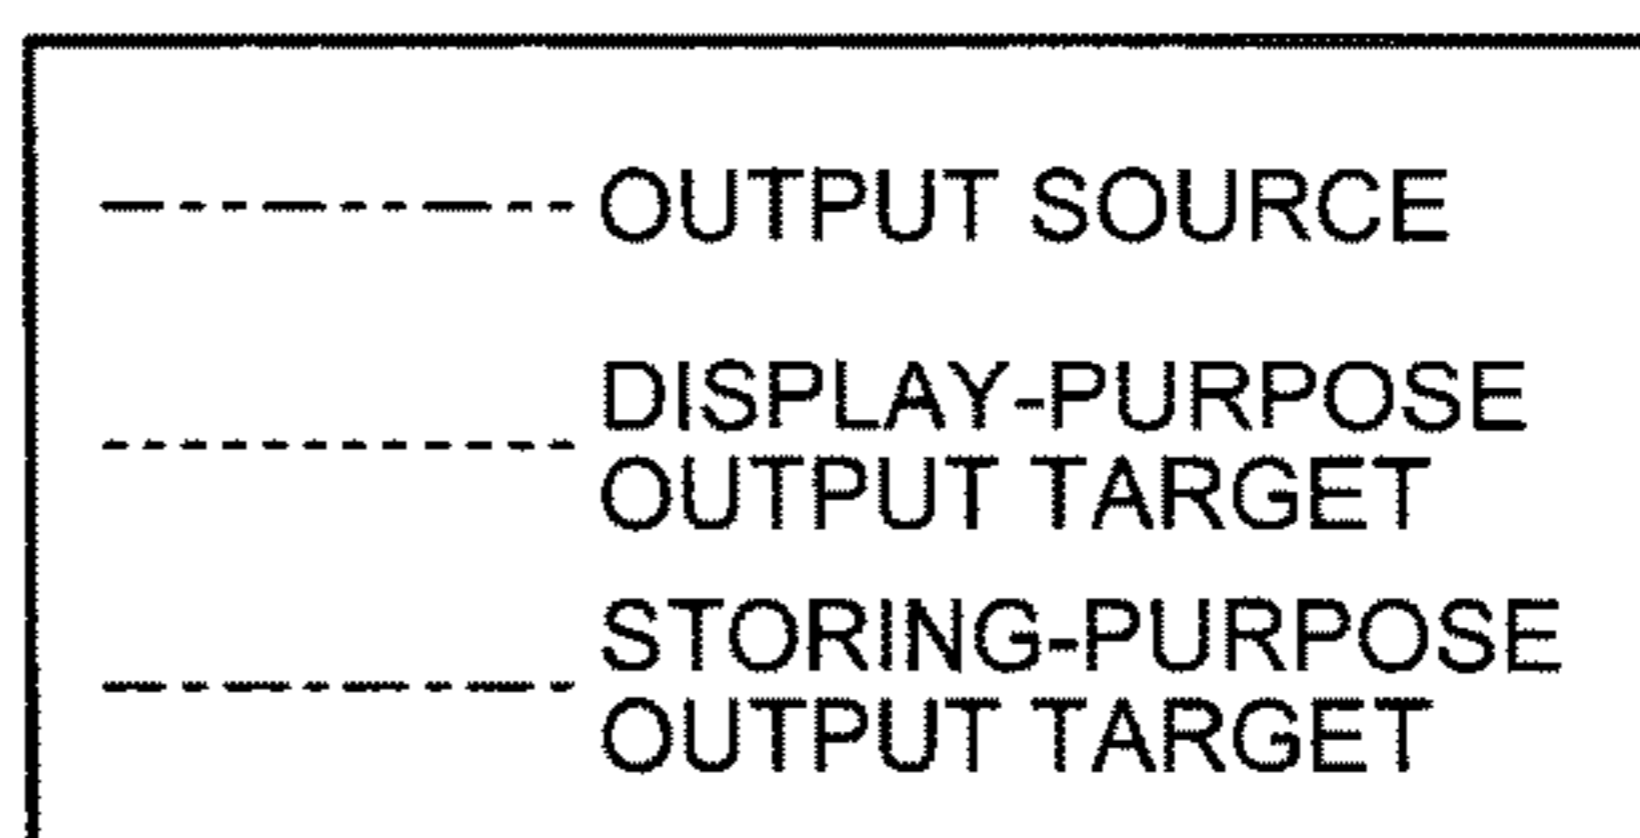 OUTPUT SOURCE
DISPLAY-PURPOSE
OUTPUT TARGET
STORING-PURPOSE
OUTPUT TARGET